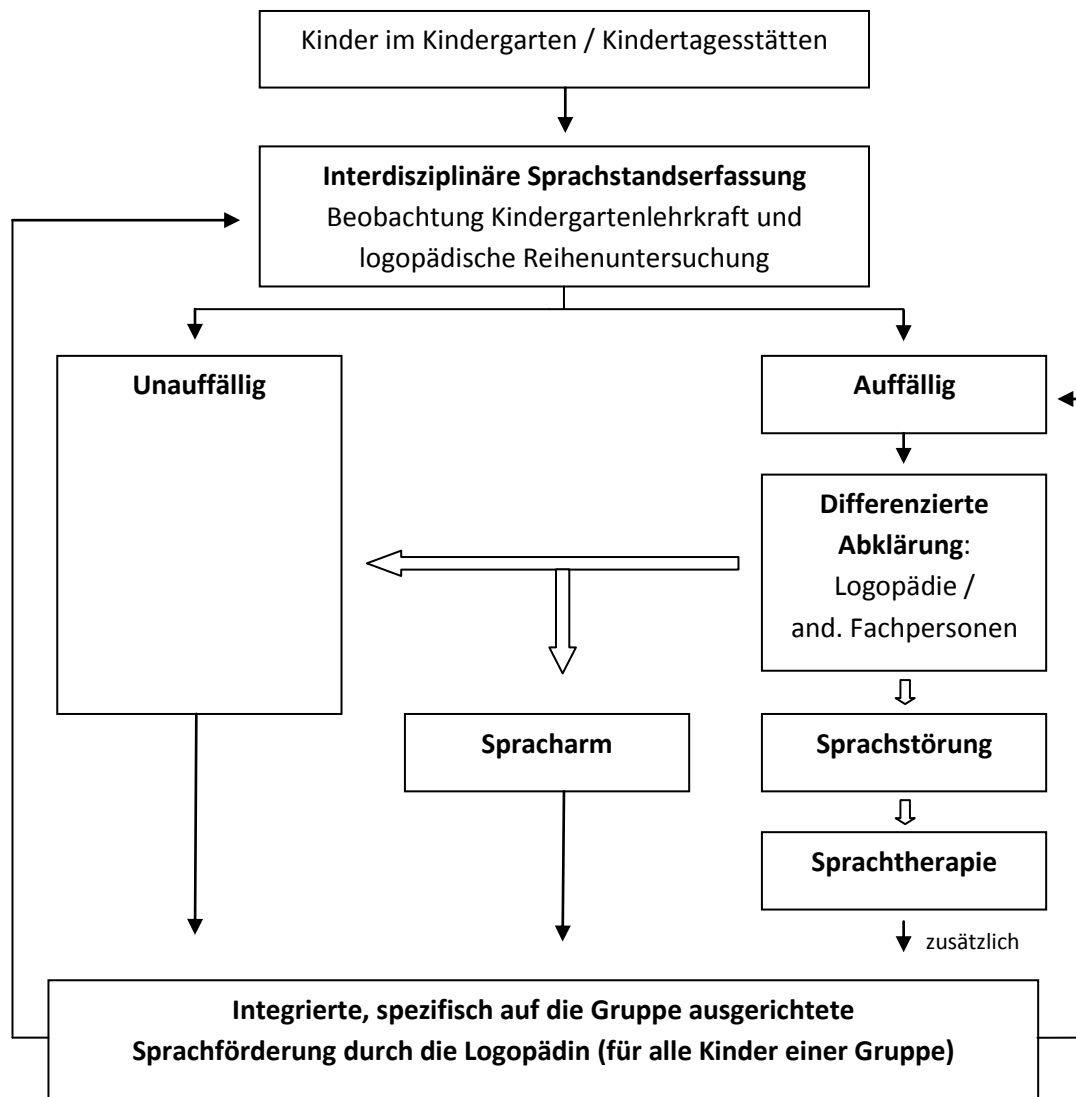 Kinder im Kindergarten / Kindertagesstätten
Interdisziplinäre Sprachstandserfassung
Beobachtung Kindergartenlehrkraft und
logopädische Reihenuntersuchung
Unauffällig
Auffällig
Differenzierte
Abklärung:
Logopädie /
and. Fachpersonen
Spracharm
Sprachstörung
Sprachtherapie
zusätzlich
Integrierte, spezifisch auf die Gruppe ausgerichtete
Sprachförderung durch die Logopädin (für alle Kinder einer Gruppe)